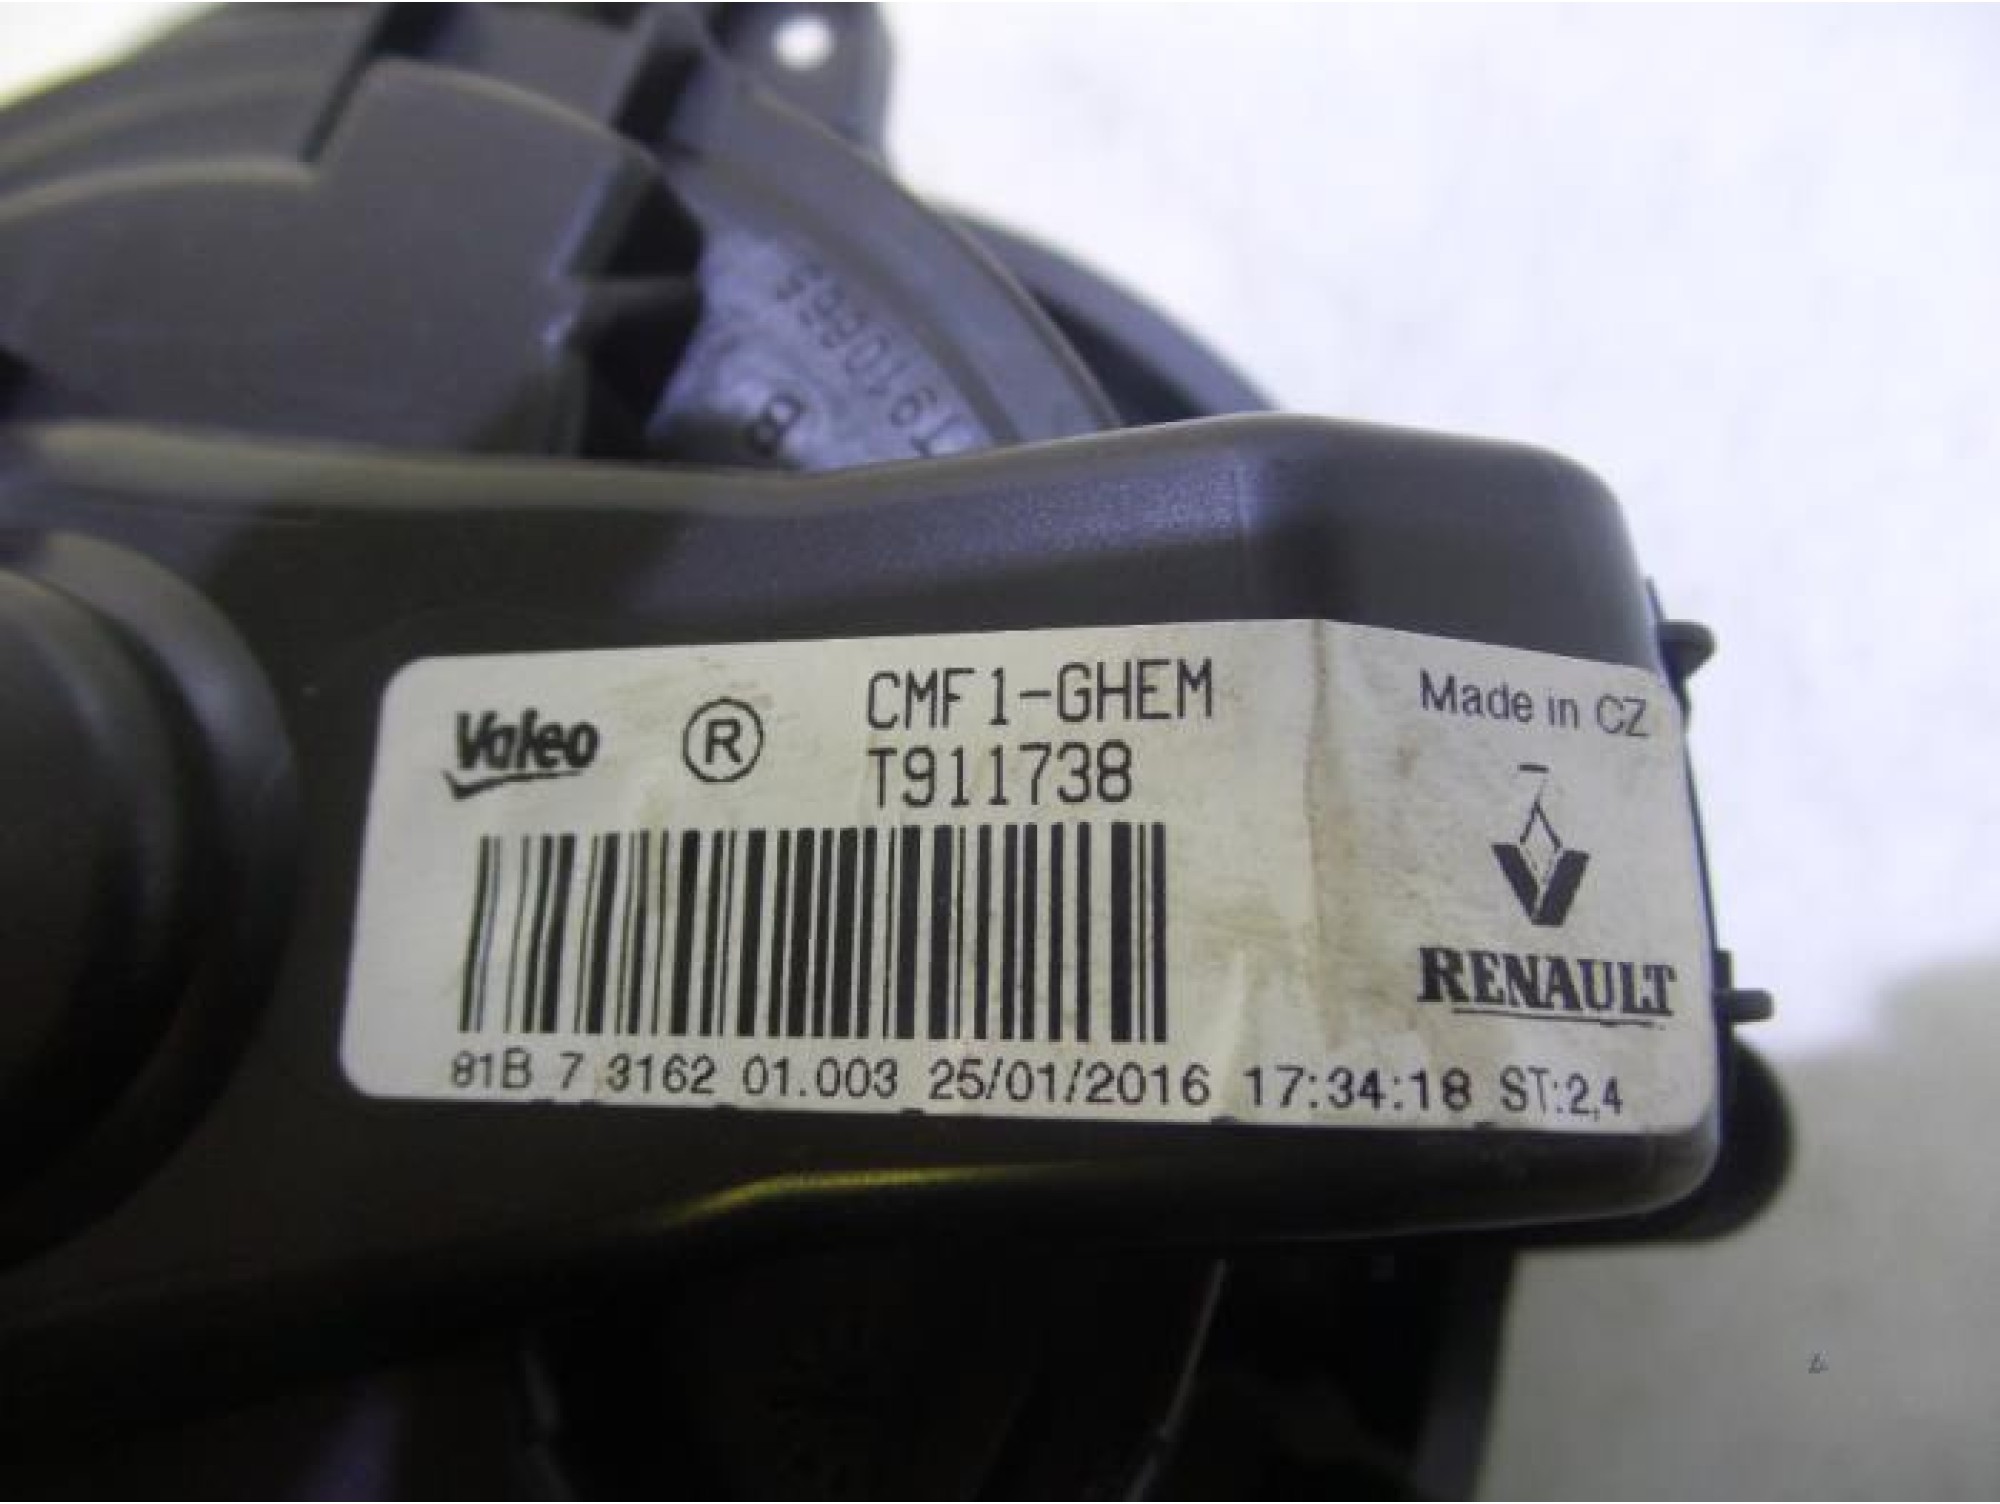 T910666
B
Valeo ® CMF1-GHEM
T911738
Made in CZ
RENAULT
81B 7 3162 01.003 25/01/2016 17:34:18 ST:2,4